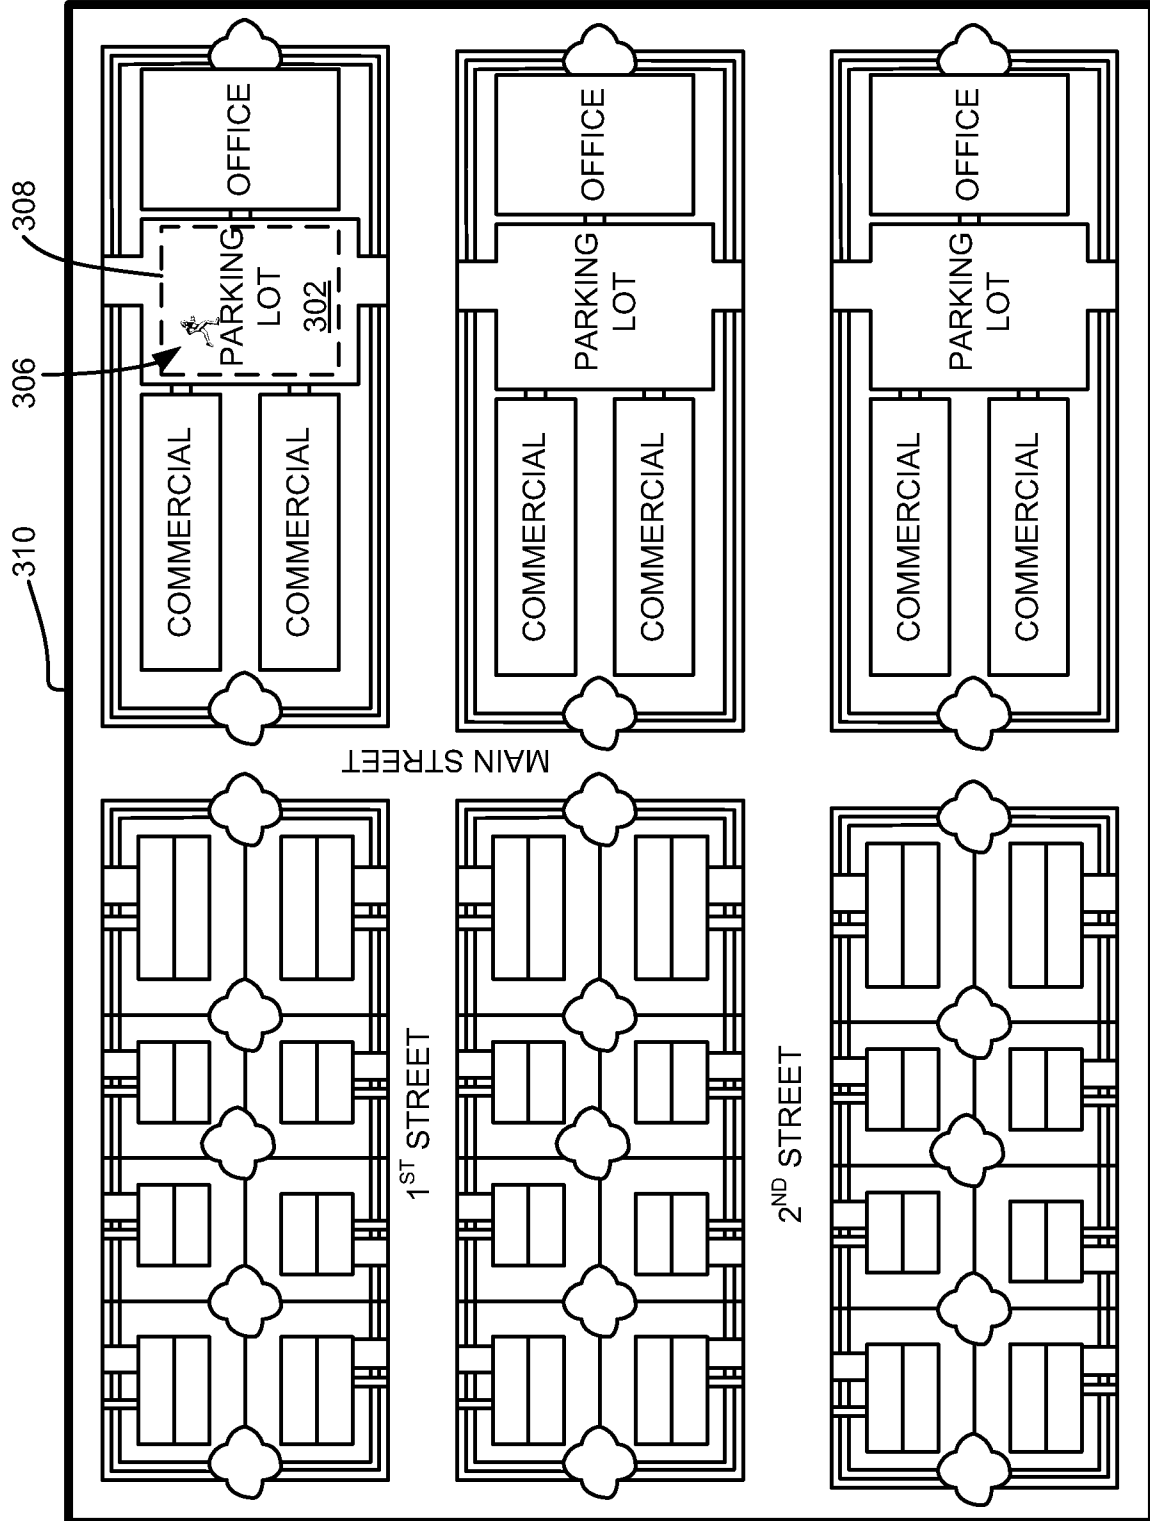 310
306
308
COMMERCIAL
COMMERCIAL
PARKING
LOT
302
OFFICE
MAIN STREET
1ST STREET
COMMERCIAL
COMMERCIAL
PARKING
LOT
OFFICE
2ND STREET
COMMERCIAL
COMMERCIAL
PARKING
LOT
OFFICE